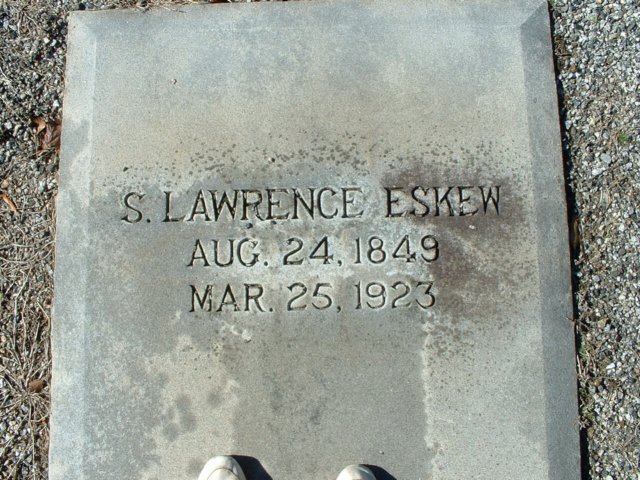 S. LAWRENCE ESKEW
AUG. 24, 1849
MAR. 25, 1923